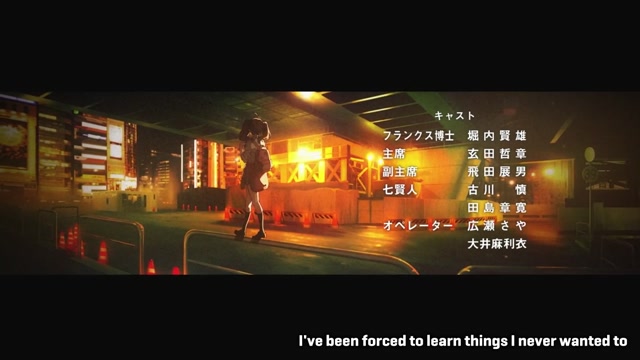 キャスト
フランクス博士 堀内賢雄
主席 玄田哲章
副主席 飛田展男
七賢人 古川 慎
田島章寛
オペレーター 広瀬さや
大井麻利衣
I've been forced to learn things I never wanted to